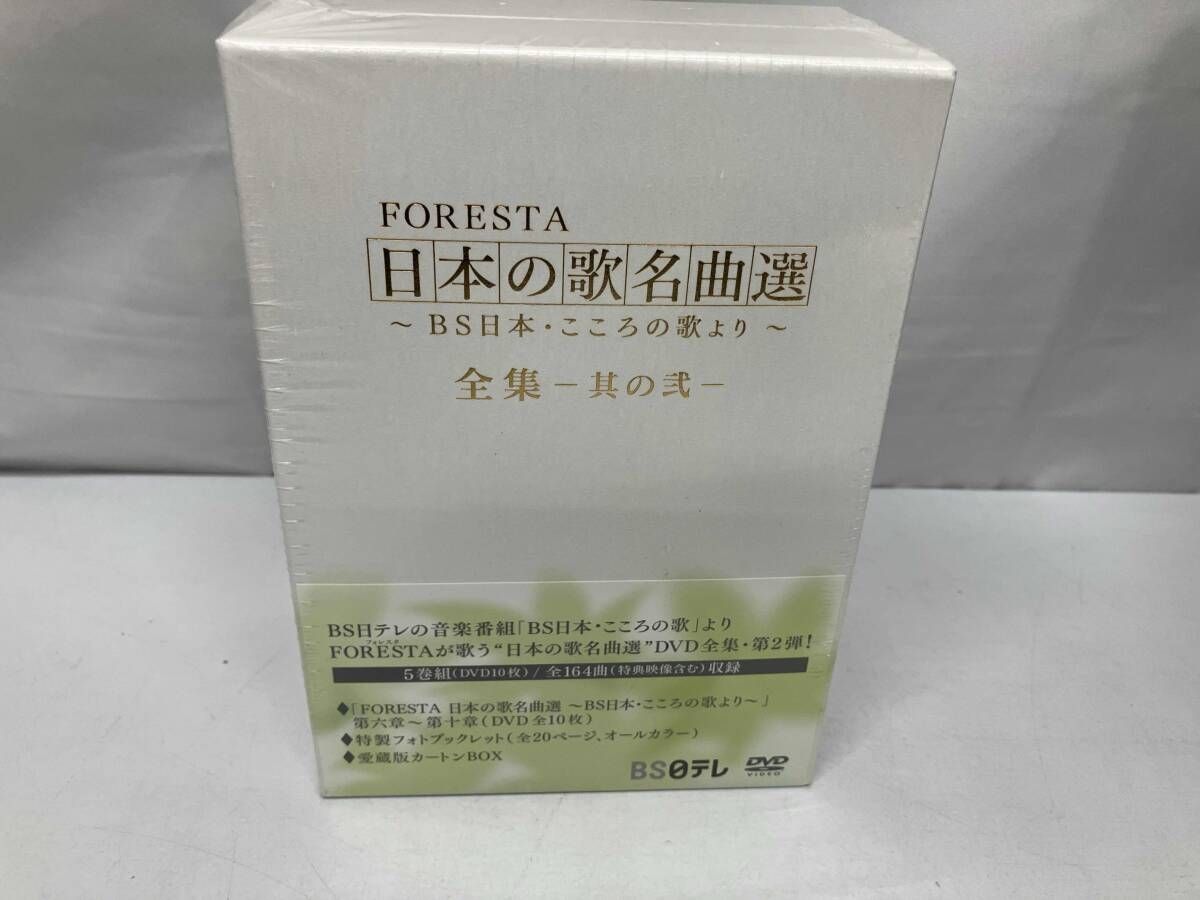 FORESTA
日本の歌名曲選
～BS日本・こころの歌より～
全集－其の弐－
BS日テレの音楽番組「BS日本・こころの歌」より
フォレスタ
FORESTAが歌う“日本の歌名曲選”DVD全集・第2弾！
5巻組(DVD10枚)/全164曲(特典映像含む)収録
◆「FORESTA 日本の歌名曲選 ～BS日本・こころの歌より～」
第六章～第十章(DVD全10枚)
◆特製フォトブックレット(全20ページ、オールカラー)
◆愛蔵版カートンBOX
BS日テレ
DVD
VIDEO